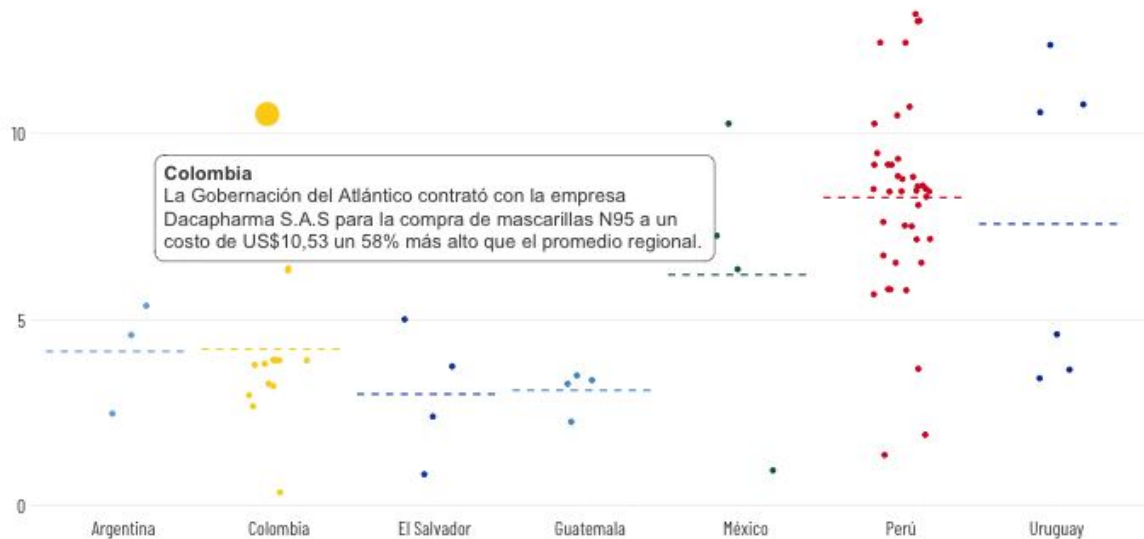 10
Colombia
La Gobernación del Atlántico contrató con la empresa
Dacapharma S.A.S para la compra de mascarillas N95 a un
costo de US$10,53 un 58% más alto que el promedio regional.
5
0
Argentina
Colombia
El Salvador
Guatemala
México
Perú
Uruguay